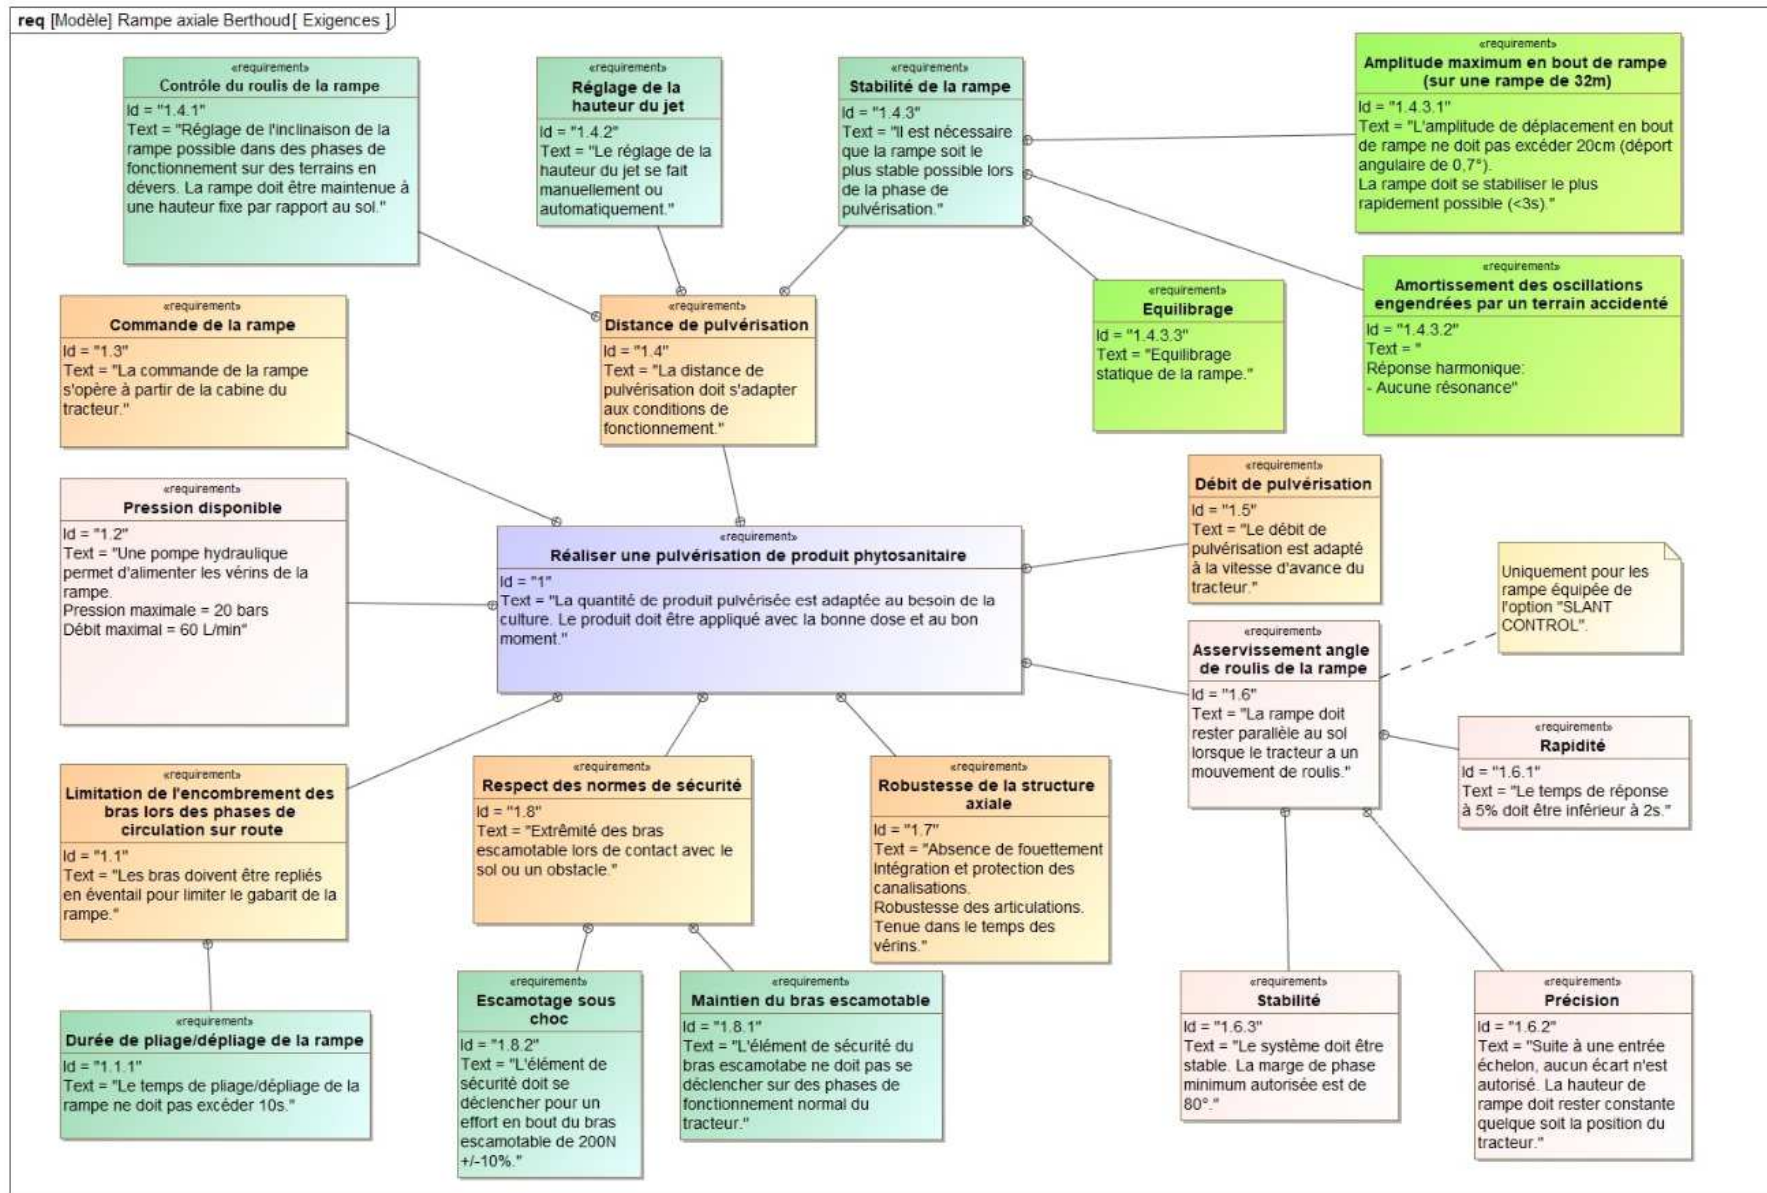 req [Modèle] Rampe axiale Berthoud [ Exigences ]
«requirement»
Contrôle du roulis de la rampe
Id = "1.4.1"
Text = "Réglage de l'inclinaison de la
rampe possible dans des phases de
fonctionnement sur des terrains en
dévers. La rampe doit être maintenue à
une hauteur fixe par rapport au sol."
«requirement»
Réglage de la
hauteur du jet
Id = "1.4.2"
Text = "Le réglage de la
hauteur du jet se fait
manuellement ou
automatiquement."
«requirement»
Stabilité de la rampe
Id = "1.4.3"
Text = "Il est nécessaire
que la rampe soit le
plus stable possible lors
de la phase de
pulvérisation."
«requirement»
Amplitude maximum en bout de rampe
(sur une rampe de 32m)
Id = "1.4.3.1"
Text = "L'amplitude de déplacement en bout
de rampe ne doit pas excéder 20cm (déport
angulaire de 0,7°).
La rampe doit se stabiliser le plus
rapidement possible (<3s)."
«requirement»
Commande de la rampe
Id = "1.3"
Text = "La commande de la rampe
s'opère à partir de la cabine du
tracteur."
«requirement»
Distance de pulvérisation
Id = "1.4"
Text = "La distance de
pulvérisation doit s'adapter
aux conditions de
fonctionnement."
«requirement»
Equilibrage
Id = "1.4.3.3"
Text = "Equilibrage
statique de la rampe."
«requirement»
Amortissement des oscillations
engendrées par un terrain accidenté
Id = "1.4.3.2"
Text = "
Réponse harmonique:
- Aucune résonance"
«requirement»
Pression disponible
Id = "1.2"
Text = "Une pompe hydraulique
permet d'alimenter les vérins de la
rampe.
Pression maximale = 20 bars
Débit maximal = 60 L/min"
«requirement»
Réaliser une pulvérisation de produit phytosanitaire
Id = "1"
Text = "La quantité de produit pulvérisée est adaptée au besoin de la
culture. Le produit doit être appliqué avec la bonne dose et au bon
moment."
«requirement»
Débit de pulvérisation
Id = "1.5"
Text = "Le débit de
pulvérisation est adapté
à la vitesse d'avance du
tracteur."
Uniquement pour les
rampe équipée de
l'option "SLANT
CONTROL".
«requirement»
Asservissement angle
de roulis de la rampe
Id = "1.6"
Text = "La rampe doit
rester parallèle au sol
lorsque le tracteur a un
mouvement de roulis."
«requirement»
Rapidité
Id = "1.6.1"
Text = "Le temps de réponse
à 5% doit être inférieur à 2s."
«requirement»
Limitation de l'encombrement des
bras lors des phases de
circulation sur route
Id = "1.1"
Text = "Les bras doivent être repliés
en éventail pour limiter le gabarit de la
rampe."
«requirement»
Respect des normes de sécurité
Id = "1.8"
Text = "Extrêmité des bras
escamotable lors de contact avec le
sol ou un obstacle."
«requirement»
Robustesse de la structure
axiale
Id = "1.7"
Text = "Absence de fouettement
Intégration et protection des
canalisations.
Robustesse des articulations.
Tenue dans le temps des
vérins."
«requirement»
Durée de pliage/dépliage de la rampe
Id = "1.1.1"
Text = "Le temps de pliage/dépliage de la
rampe ne doit pas excéder 10s."
«requirement»
Escamotage sous
choc
Id = "1.8.2"
Text = "L'élément de
sécurité doit se
déclencher pour un
effort en bout du bras
escamotable de 200N
+/-10%."
«requirement»
Maintien du bras escamotable
Id = "1.8.1"
Text = "L'élément de sécurité du
bras escamotabe ne doit pas se
déclencher sur des phases de
fonctionnement normal du
tracteur."
«requirement»
Stabilité
Id = "1.6.3"
Text = "Le système doit être
stable. La marge de phase
minimum autorisée est de
80°."
«requirement»
Précision
Id = "1.6.2"
Text = "Suite à une entrée
échelon, aucun écart n'est
autorisé. La hauteur de
rampe doit rester constante
quelque soit la position du
tracteur."